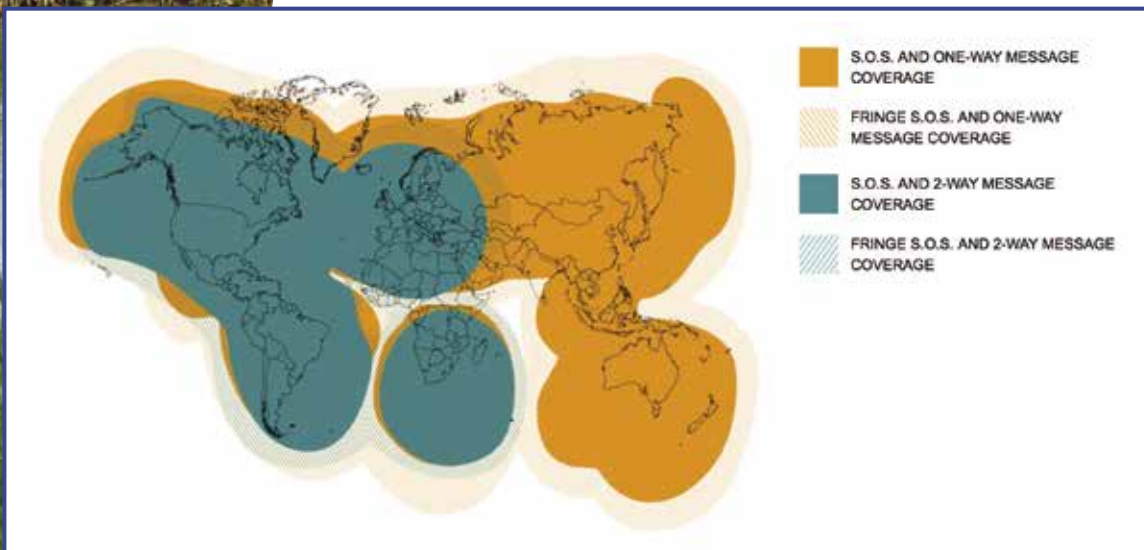 S.O.S. AND ONE-WAY MESSAGE
COVERAGE
FRINGE S.O.S. AND ONE-WAY
MESSAGE COVERAGE
S.O.S. AND 2-WAY MESSAGE
COVERAGE
FRINGE S.O.S. AND 2-WAY MESSAGE
COVERAGE